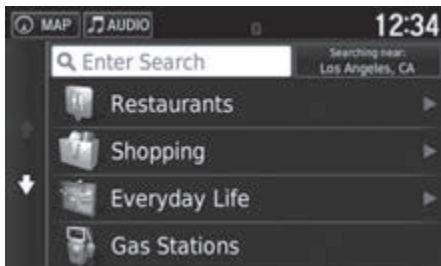 MAP AUDIO 12:34
Enter Search
Searching near:
Los Angeles, CA
Restaurants
Shopping
Everyday Life
Gas Stations